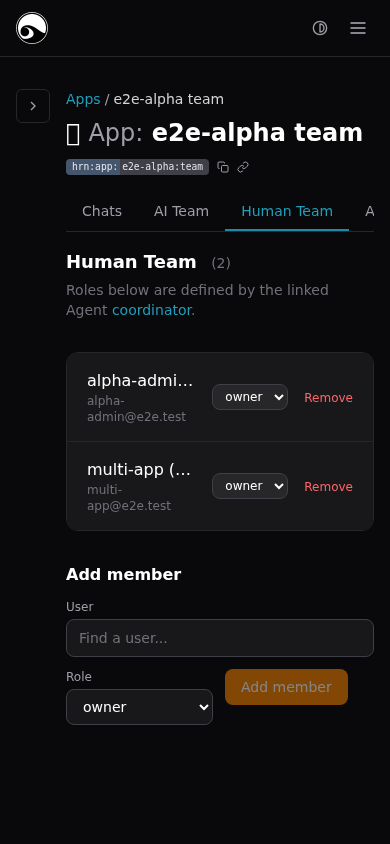 Apps / e2e-alpha team
App: e2e-alpha team
hrn:app: e2e-alpha:team
Chats AI Team Human Team A
Human Team (2)
Roles below are defined by the linked
Agent coordinator.
alpha-admi...
alpha-
admin@e2e.test
owner
Remove
multi-app (...
multi-
app@e2e.test
owner
Remove
Add member
User
Find a user...
Role
owner
Add member